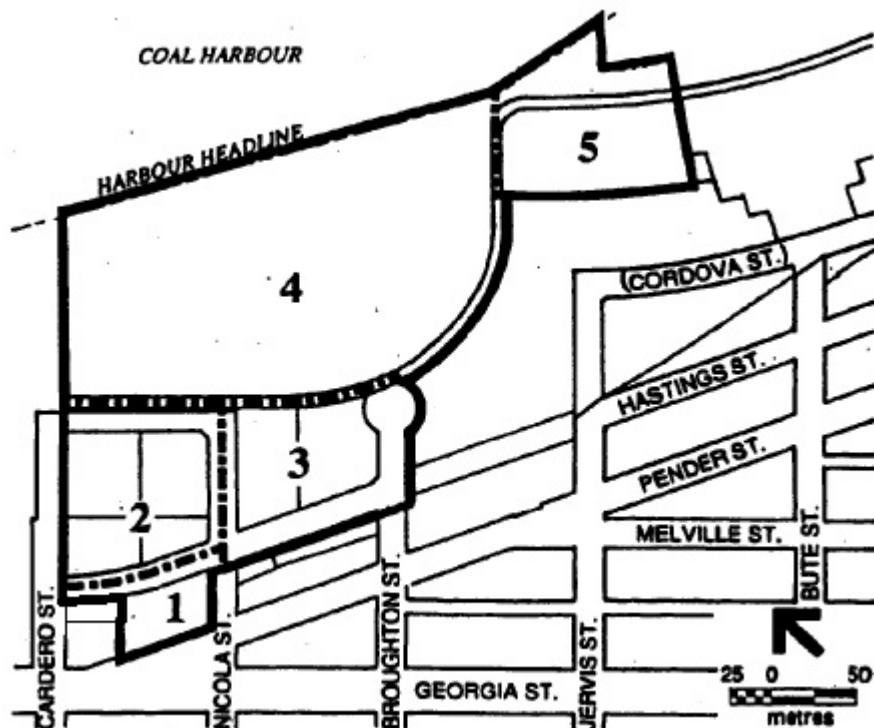 COAL HARBOUR
HARBOUR HEADLINE
5
4
(CORDOVA ST.)
HASTINGS ST.
3
PENDER ST.
2
MELVILLE ST.
BUTE ST.
1
CARDERO ST.
NICOLA ST.
BROUGHTON ST.
JERVIS ST.
GEORGIA ST.
25 0 50
metres